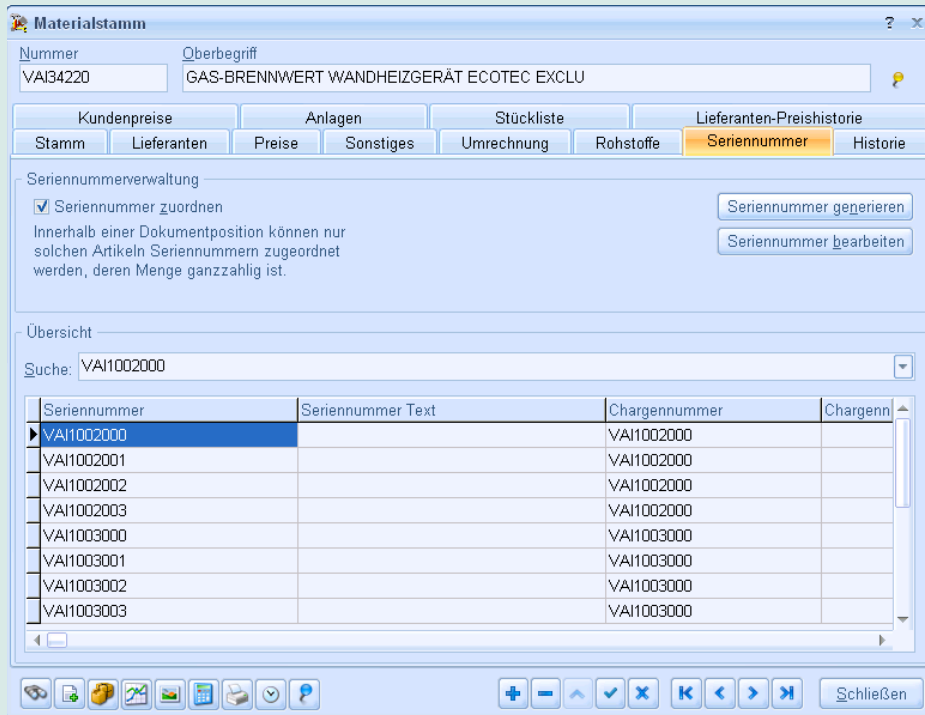 Materialstamm
?
Nummer
Oberbegriff
VAI34220
GAS-BRENNWERT WANDHEIZGERÄT ECOTEC EXCLU
Kundenpreise
Anlagen
Stückliste
Lieferanten-Preishistorie
Stamm
Lieferanten
Preise
Sonstiges
Umrechnung
Rohstoffe
Seriennummer
Historie
Seriennummerverwaltung
Seriennummer zuordnen
Innerhalb einer Dokumentposition können nur
solchen Artikeln Seriennummern zugeordnet
werden, deren Menge ganzzahlig ist.
Seriennummer generieren
Seriennummer bearbeiten
Übersicht
Suche: VAI1002000
Seriennummer Seriennummer Text Chargennummer Chargenn
VAI1002000 VAI1002000
VAI1002001 VAI1002000
VAI1002002 VAI1002000
VAI1002003 VAI1002000
VAI1003000 VAI1003000
VAI1003001 VAI1003000
VAI1003002 VAI1003000
VAI1003003 VAI1003000
Schließen